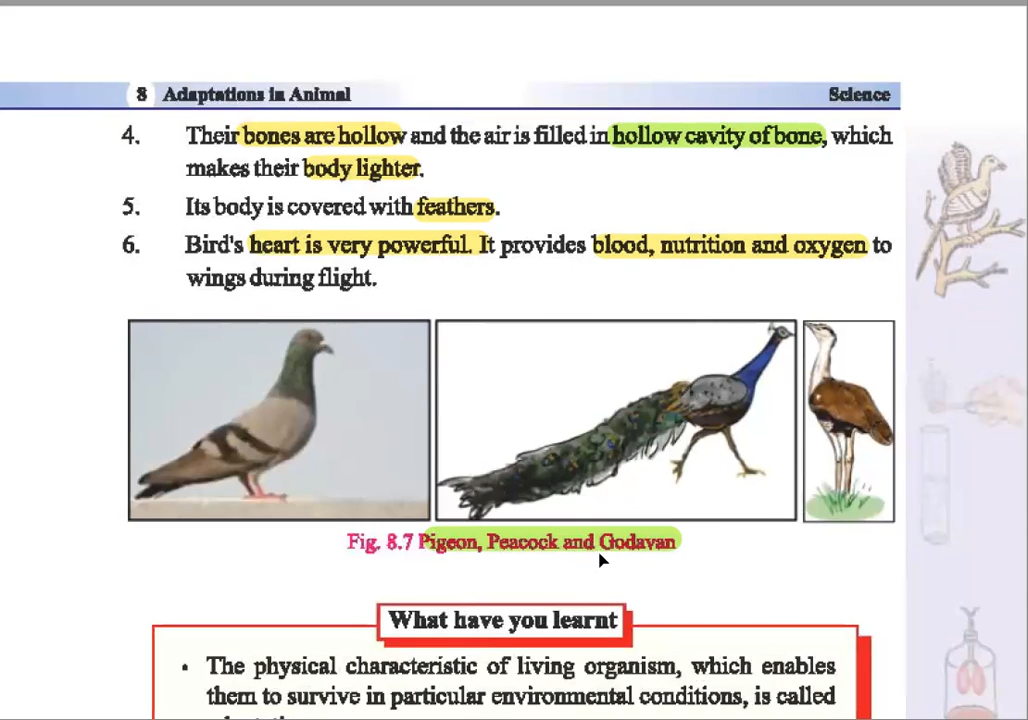 8 Adaptations in Animal Science
4. Their bones are hollow and the air is filled in hollow cavity of bone, which
makes their body lighter.
5. Its body is covered with feathers.
6. Bird's heart is very powerful. It provides blood, nutrition and oxygen to
wings during flight.
Fig. 8.7 Pigeon, Peacock and Godavan
What have you learnt
• The physical characteristic of living organism, which enables
them to survive in particular environmental conditions, is called